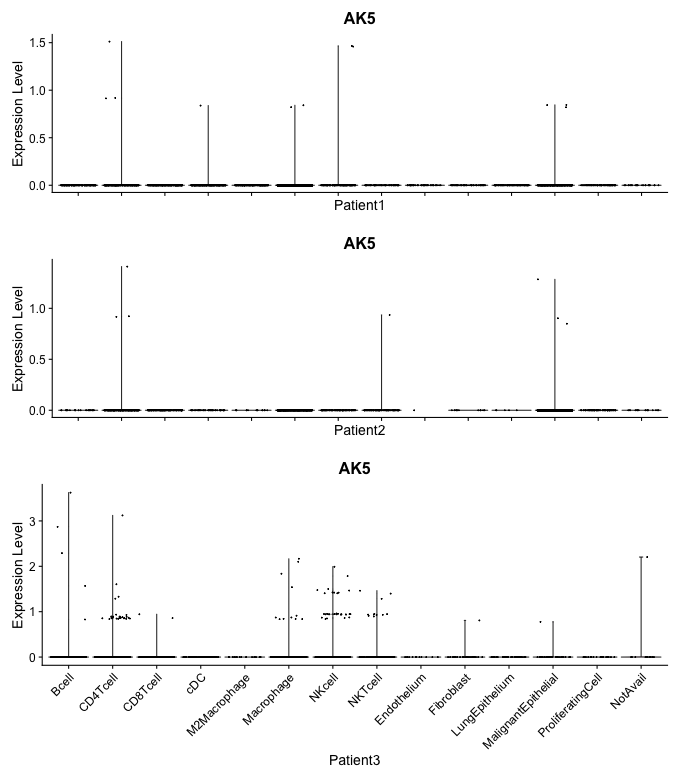 AK5
Expression Level
1.5
1.0
0.5
0.0
Patient1
AK5
Expression Level
1.0
0.5
0.0
Patient2
AK5
Expression Level
3
2
1
0
Bcell
CD4Tcell
CD8Tcell
cDC
M2Macrophage
Macrophage
NKcell
NKTcell
Endothelium
Fibroblast
LungEpithelium
MalignantEpithelial
ProliferatingCell
NotAvail
Patient3